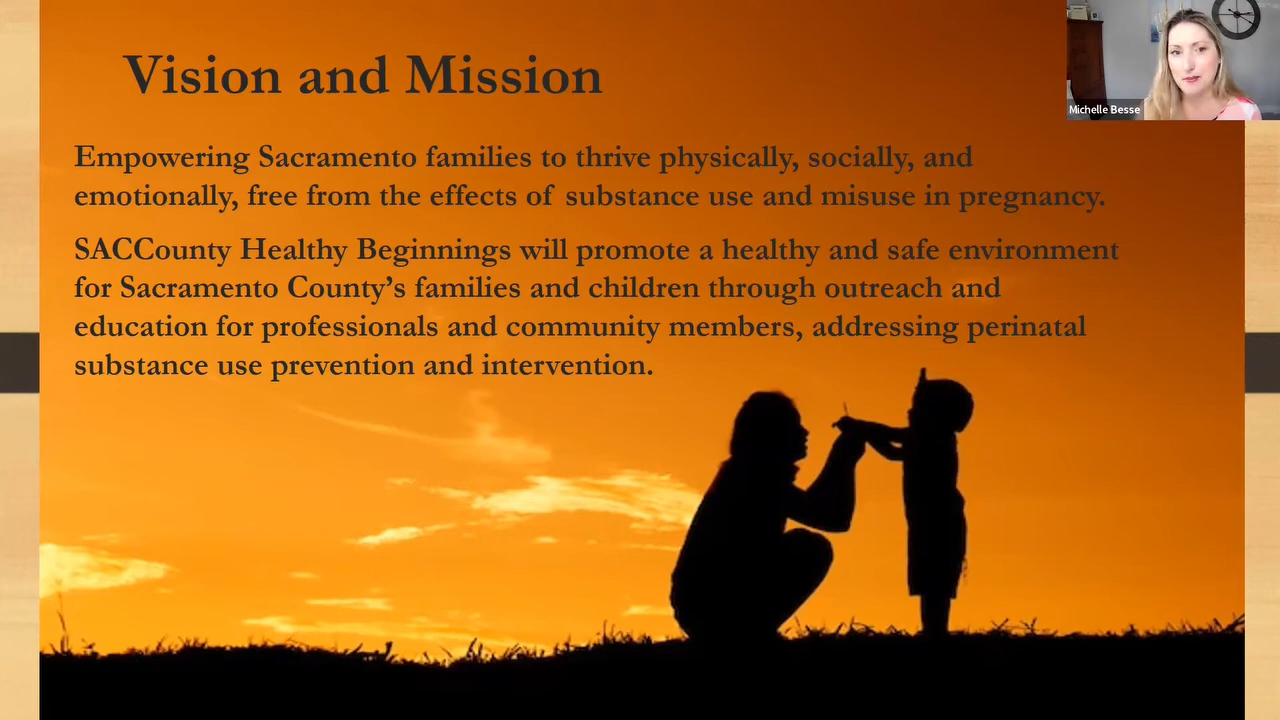 Vision and Mission
Michelle Besse
Empowering Sacramento families to thrive physically, socially, and
emotionally, free from the effects of substance use and misuse in pregnancy.
SACCounty Healthy Beginnings will promote a healthy and safe environment
for Sacramento County’s families and children through outreach and
education for professionals and community members, addressing perinatal
substance use prevention and intervention.